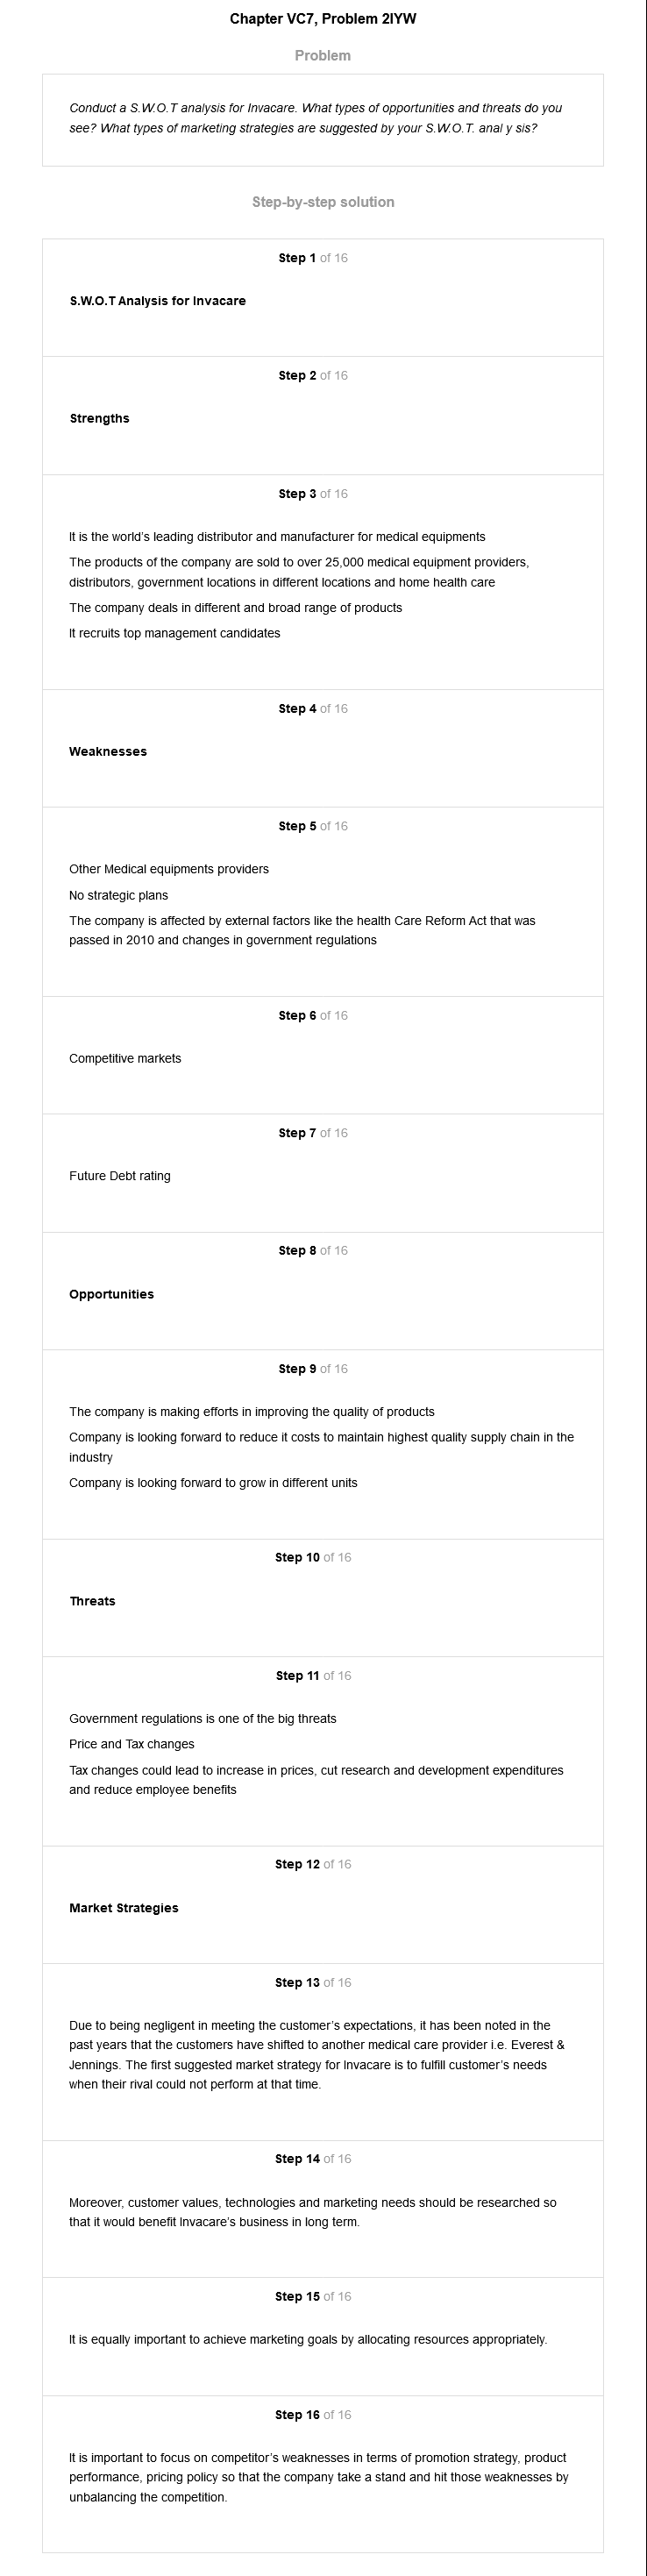 Chapter VC7, Problem 2IYW
Problem
Conduct a S.W.O.T analysis for Invacare. What types of opportunities and threats do you
see? What types of marketing strategies are suggested by your S.W.O.T. anal y sis?
Step-by-step solution
Step 1 of 16
S.W.O.T Analysis for Invacare
Step 2 of 16
Strengths
Step 3 of 16
It is the world's leading distributor and manufacturer for medical equipments
The products of the company are sold to over 25,000 medical equipment providers,
distributors, government locations in different locations and home health care
The company deals in different and broad range of products
It recruits top management candidates
Step 4 of 16
Weaknesses
Step 5 of 16
Other Medical equipments providers
No strategic plans
The company is affected by external factors like the health Care Reform Act that was
passed in 2010 and changes in government regulations
Step 6 of 16
Competitive markets
Step 7 of 16
Future Debt rating
Step 8 of 16
Opportunities
Step 9 of 16
The company is making efforts in improving the quality of products
Company is looking forward to reduce it costs to maintain highest quality supply chain in the
industry
Company is looking forward to grow in different units
Step 10 of 16
Threats
Step 11 of 16
Government regulations is one of the big threats
Price and Tax changes
Tax changes could lead to increase in prices, cut research and development expenditures
and reduce employee benefits
Step 12 of 16
Market Strategies
Step 13 of 16
Due to being negligent in meeting the customer's expectations, it has been noted in the
past years that the customers have shifted to another medical care provider i.e. Everest &
Jennings. The first suggested market strategy for Invacare is to fulfill customer's needs
when their rival could not perform at that time.
Step 14 of 16
Moreover, customer values, technologies and marketing needs should be researched so
that it would benefit Invacare's business in long term.
Step 15 of 16
It is equally important to achieve marketing goals by allocating resources appropriately.
Step 16 of 16
It is important to focus on competitor's weaknesses in terms of promotion strategy, product
performance, pricing policy so that the company take a stand and hit those weaknesses by
unbalancing the competition.